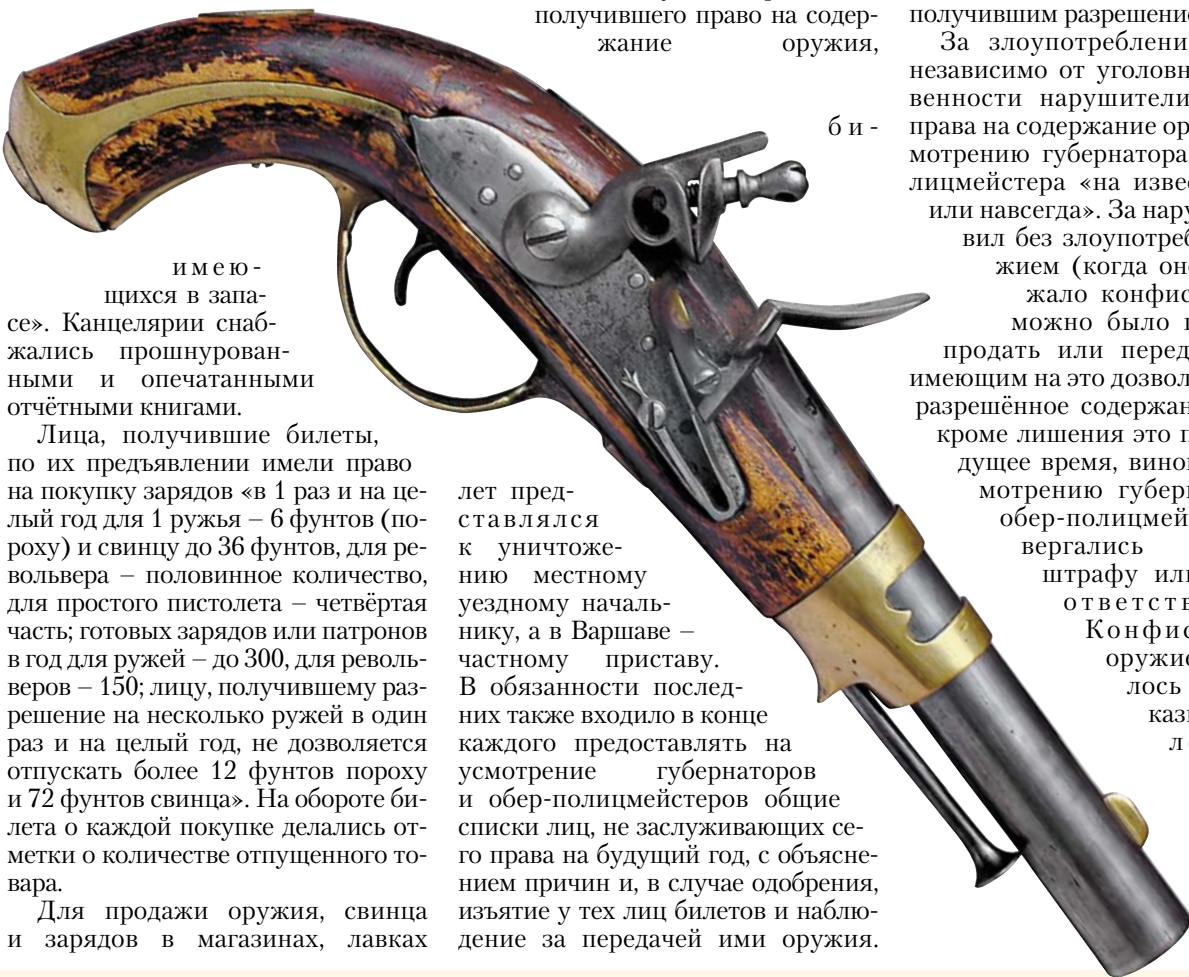 имею-
щихся в запа-
се». Канцелярии снаб-
жались прошнурован-
ными и опечатанными
отчётными книгами.
Лица, получившие билеты,
по их предъявлении имели право
на покупку зарядов «в 1 раз и на це-
лый год для 1 ружья – 6 фунтов (по-
роху) и свинцу до 36 фунтов, для ре-
вольвера – половинное количество,
для простого пистолета – четвёртая
часть; готовых зарядов или патронов
в год для ружей – до 300, для револь-
веров – 150; лицу, получившему раз-
решение на несколько ружей в один
раз и на целый год, не дозволяется
отпускать более 12 фунтов пороху
и 72 фунтов свинца». На обороте би-
лета о каждой покупке делались от-
метки о количестве отпущенного то-
вара.
Для продажи оружия, свинца
и зарядов в магазинах, лавках
получившего право на содер-
жание оружия,
би-
лет пред-
ставлялся
к уничтоже-
нию местному
уездному началь-
нику, а в Варшаве –
частному приставу.
В обязанности послед-
них также входило в конце
каждого предоставлять на
усмотрение губернаторов
и обер-полицмейстеров общие
списки лиц, не заслуживающих се-
го права на будущий год, с объясне-
нием причин и, в случае одобрения,
изъятие у тех лиц билетов и наблю-
дение за передачей ими оружия.
получившим разрешение
За злоупотреблени
независимо от уголовн
венности нарушители
права на содержание ор
мотрению губернатора
лицмейстера «на изве
или навсегда». За нару
вил без злоупотреб
жием (когда он
жало конфис
можно было
продать или перед
имеющим на это дозвол
разрешённое содержан
кроме лишения это п
дущее время, вино
мотрению губер
обер-полицмей
вергались
штрафу или
ответств
Конфис
оружие
лось
каз
л